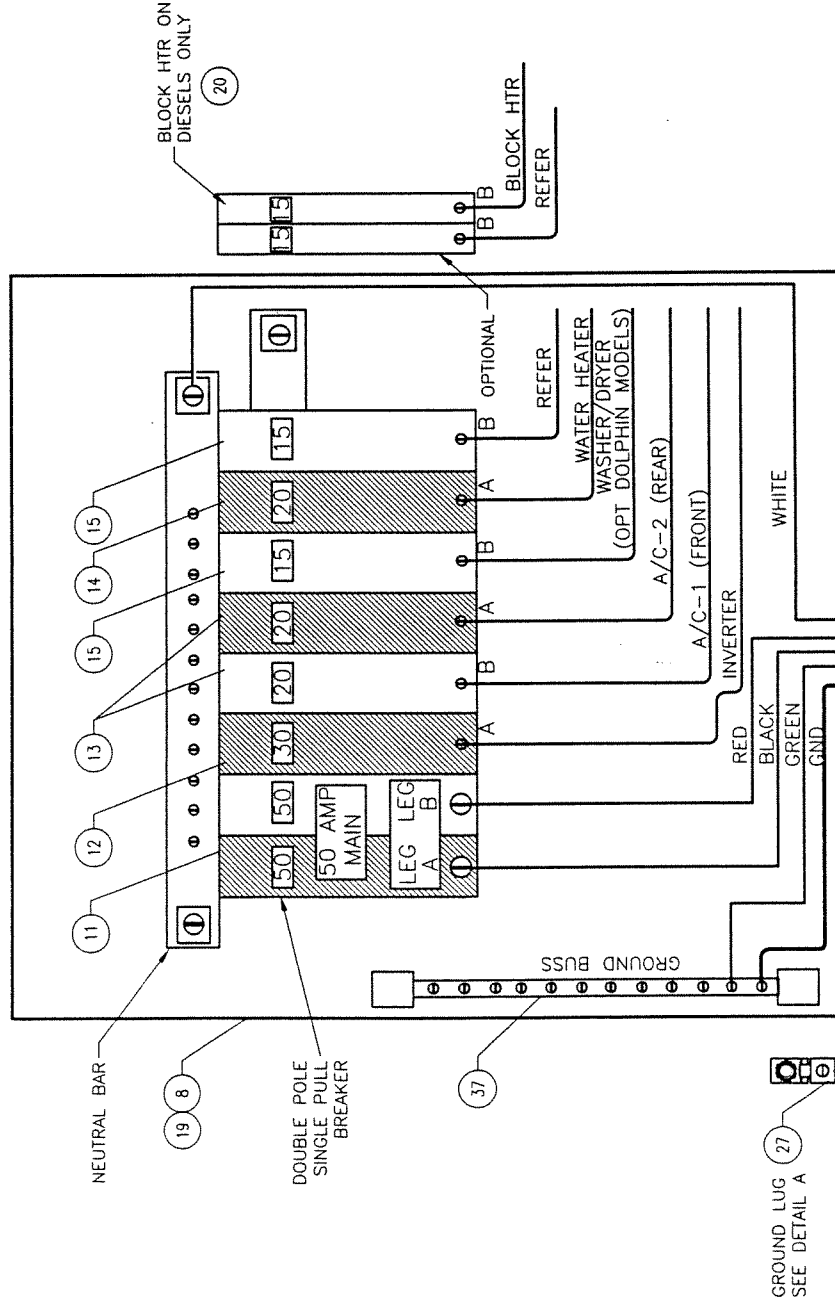 BLOCK HTR ON
DIESELS ONLY
20
15
15
B
B
BLOCK HTR
REFER
OPTIONAL
NEUTRAL BAR
19
8
11
12
13
15
14
15
DOUBLE POLE
SINGLE PULL
BREAKER
50
50
30
20
20
15
20
15
50 AMP
MAIN
LEG
A
LEG
B
A
B
A
B
A
B
REFER
WATER HEATER
WASHER/DRYER
(OPT DOLPHIN MODELS)
A/C-2 (REAR)
A/C-1 (FRONT)
INVERTER
WHITE
RED
BLACK
GREEN
GND
GROUND BUSS
37
GROUND LUG
SEE DETAIL A
27